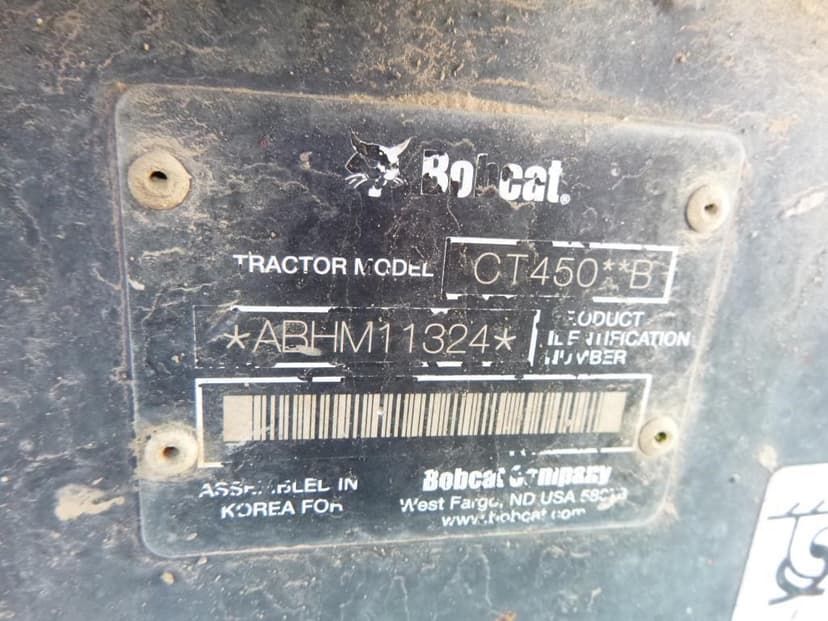 Bobcat®
TRACTOR MODEL CT450**B
*ABHM11324*
PRODUCT
IDENTIFICATION
NUMBER
ASSEMBLED IN
KOREA FOR
Bobcat Company
West Fargo, ND USA
www.bobcat.com